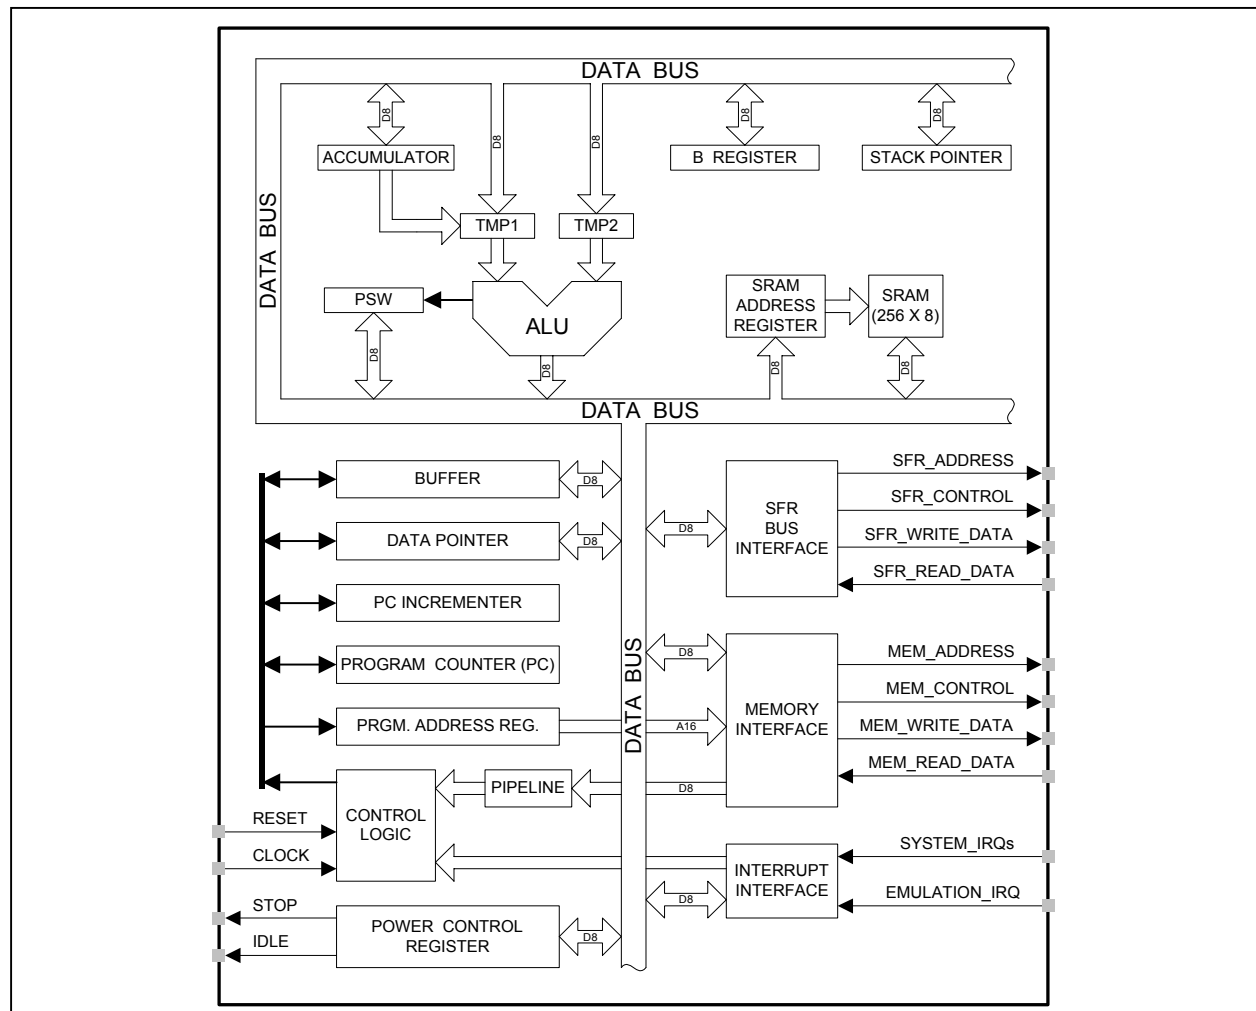 DATA BUS
D8
D8
D8
D8
D8
ACCUMULATOR
B REGISTER
STACK POINTER
DATA BUS
TMP1
TMP2
PSW
ALU
SRAM
ADDRESS
REGISTER
SRAM
(256 X 8)
D8
D8
D8
D8
DATA BUS
BUFFER
D8
DATA POINTER
D8
PC INCREMENTER
PROGRAM COUNTER (PC)
PRGM. ADDRESS REG.
A16
DATA BUS
D8
SFR
BUS
INTERFACE
SFR_ADDRESS
SFR_CONTROL
SFR_WRITE_DATA
SFR_READ_DATA
D8
MEMORY
INTERFACE
MEM_ADDRESS
MEM_CONTROL
MEM_WRITE_DATA
MEM_READ_DATA
CONTROL
LOGIC
PIPELINE
D8
RESET
CLOCK
STOP
IDLE
POWER CONTROL
REGISTER
D8
D8
INTERRUPT
INTERFACE
SYSTEM_IRQs
EMULATION_IRQ